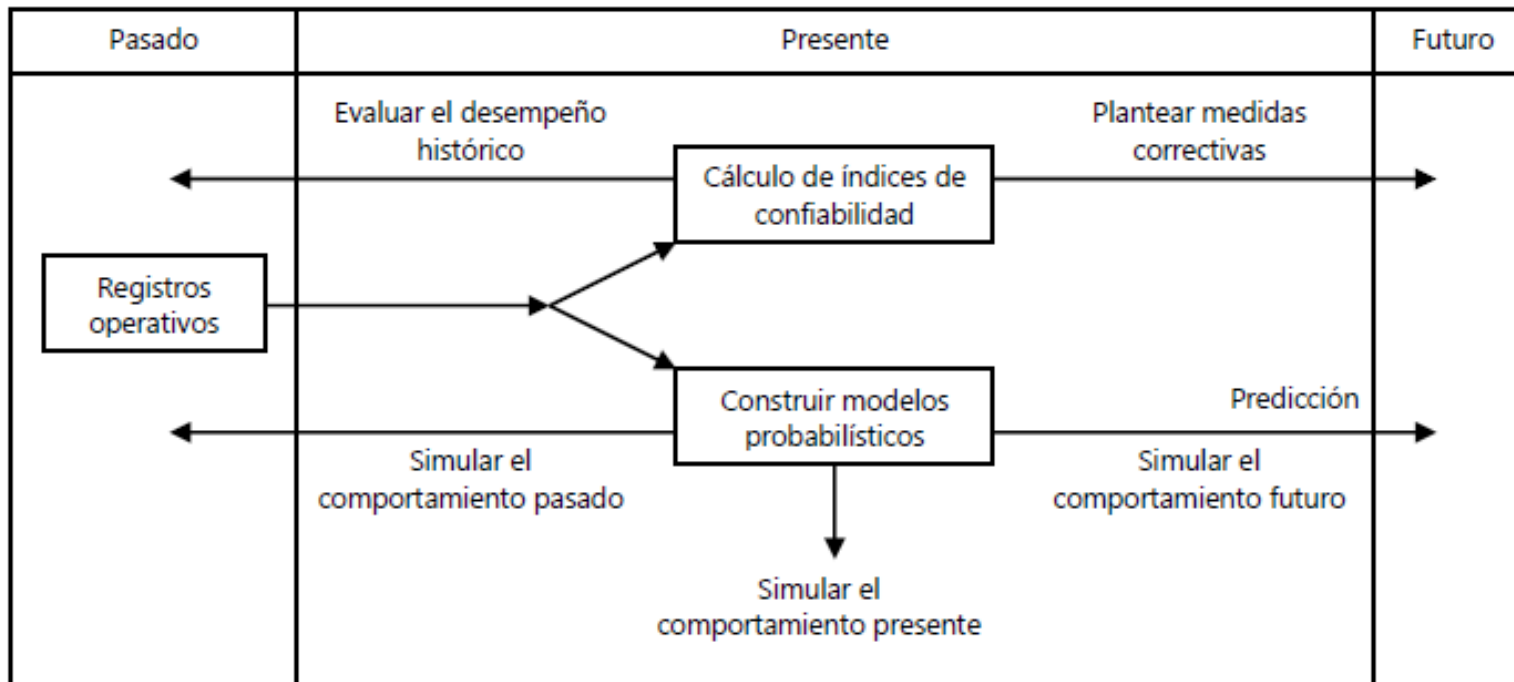 Pasado
Presente
Futuro
Evaluar el desempeño
histórico
Plantear medidas
correctivas
Cálculo de índices de
confiabilidad
Registros
operativos
Construir modelos
probabilísticos
Predicción
Simular el
comportamiento pasado
Simular el
comportamiento futuro
Simular el
comportamiento presente